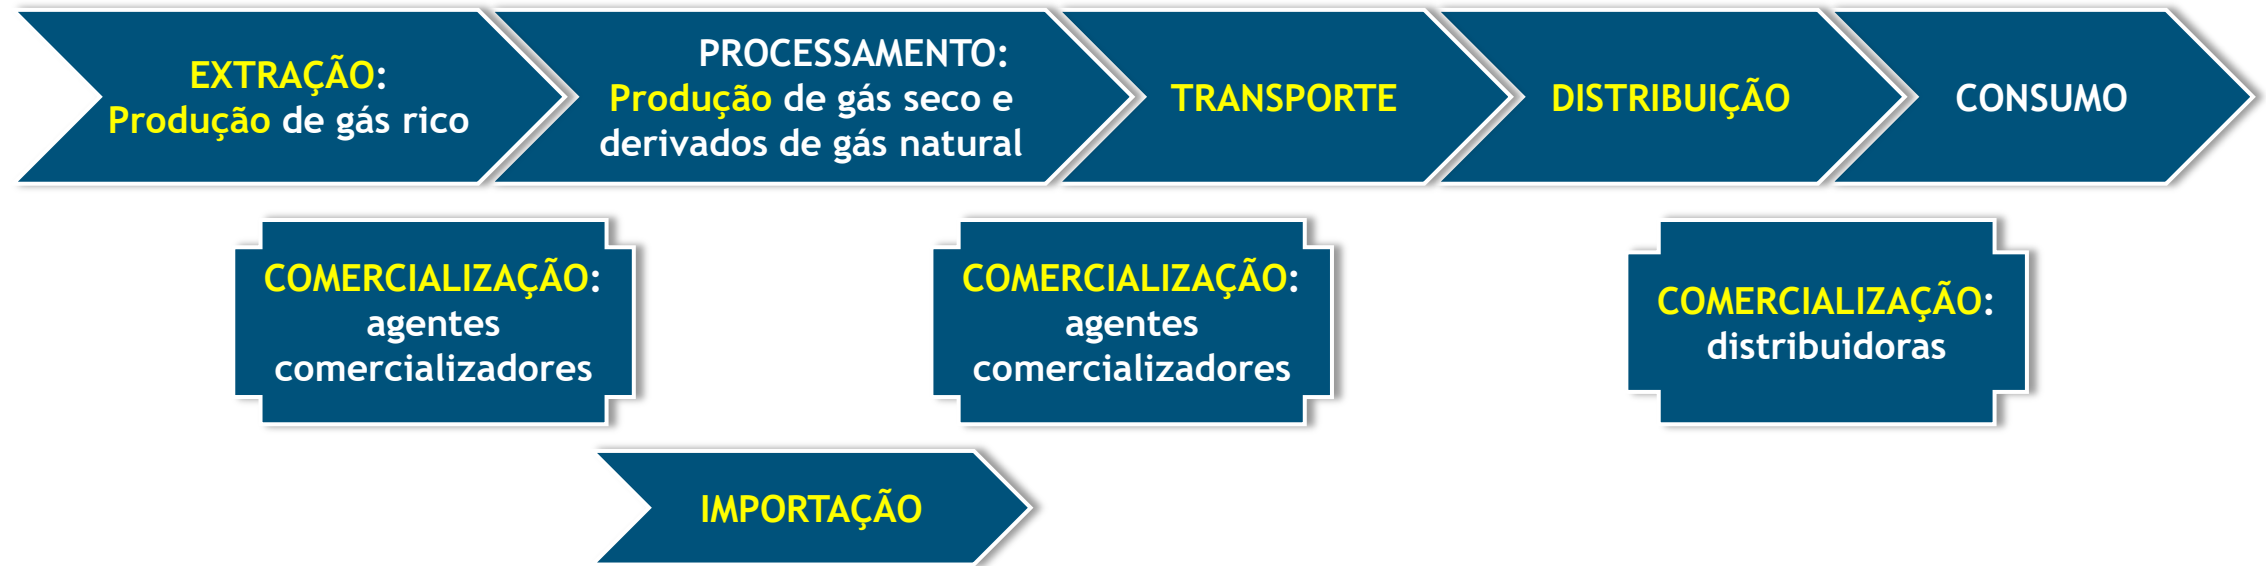 EXTRAÇÃO:
Produção de gás rico
PROCESSAMENTO:
Produção de gás seco e
derivados de gás natural
TRANSPORTE
DISTRIBUIÇÃO
CONSUMO
COMERCIALIZAÇÃO:
agentes
comercializadores
COMERCIALIZAÇÃO:
agentes
comercializadores
COMERCIALIZAÇÃO:
distribuidoras
IMPORTAÇÃO